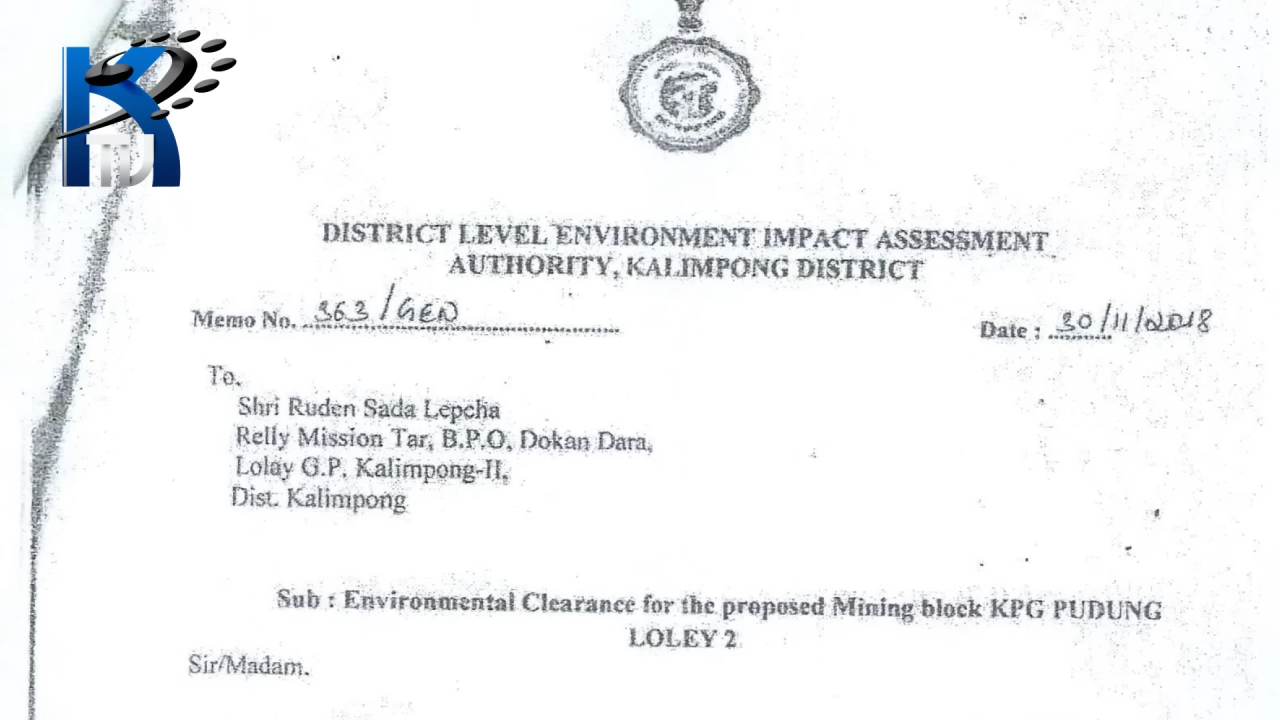 K
TV
DISTRICT LEVEL ENVIRONMENT IMPACT ASSESSMENT
AUTHORITY, KALIMPONG DISTRICT
Memo No. 363/GEN
Date : 30/11/2018
To,
Shri Ruden Sada Lepcha
Relly Mission Tar, B.P.O, Dokan Dara,
Lolay G.P. Kalimpong-II,
Dist. Kalimpong
Sub : Environmental Clearance for the proposed Mining block KPG PUDUNG
LOLEY 2
Sir/Madam.